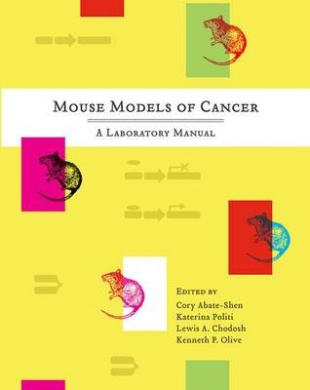 Mouse Models of Cancer
A Laboratory Manual
Edited by
Cory Abate-Shen
Katerina Politi
Lewis A. Chodosh
Kenneth P. Olive